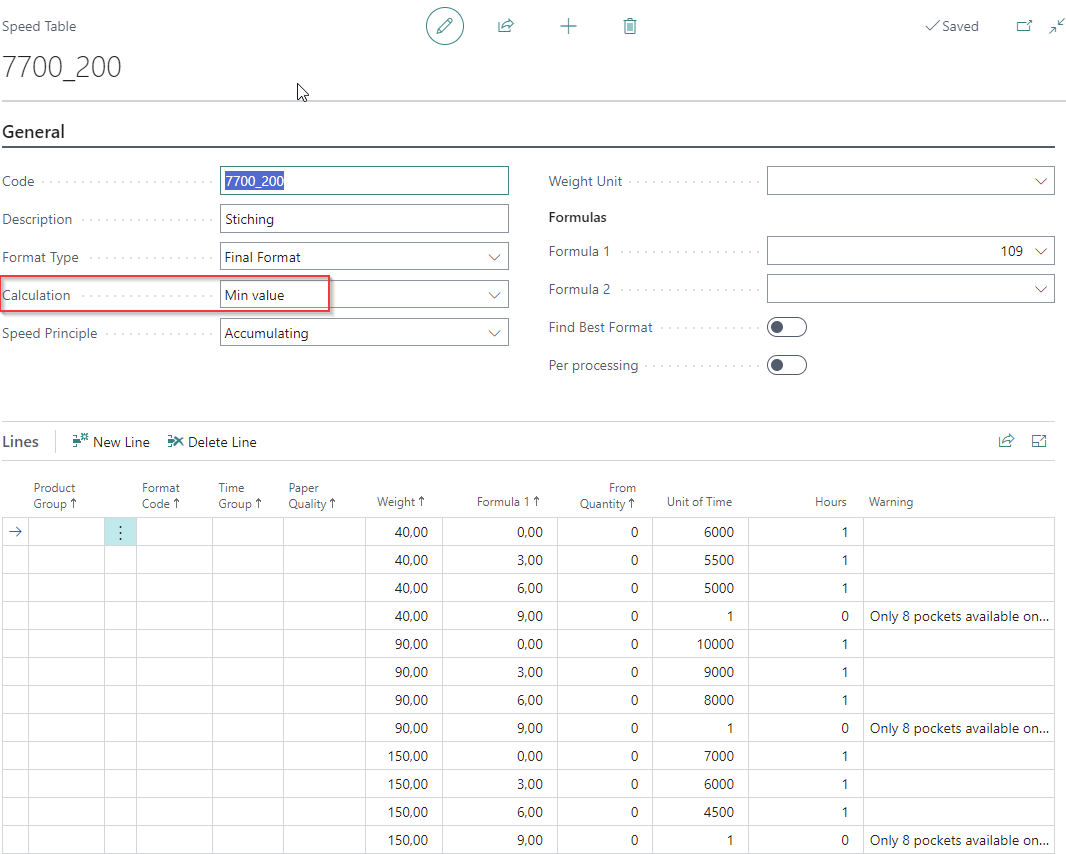 Speed Table
Saved
7700_200
General
Code 7700_200
Weight Unit
Description Stiching
Formulas
Format Type Final Format
Formula 1 109
Calculation Min value
Formula 2
Speed Principle Accumulating
Find Best Format
Per processing
Lines New Line Delete Line
Product Group Format Code Time Group Paper Quality Weight Formula 1 From Quantity Unit of Time Hours Warning
40,00 0,00 0 6000 1
40,00 3,00 0 5500 1
40,00 6,00 0 5000 1
40,00 9,00 0 1 0 Only 8 pockets available on...
90,00 0,00 0 10000 1
90,00 3,00 0 9000 1
90,00 6,00 0 8000 1
90,00 9,00 0 1 0 Only 8 pockets available on...
150,00 0,00 0 7000 1
150,00 3,00 0 6000 1
150,00 6,00 0 4500 1
150,00 9,00 0 1 0 Only 8 pockets available on...